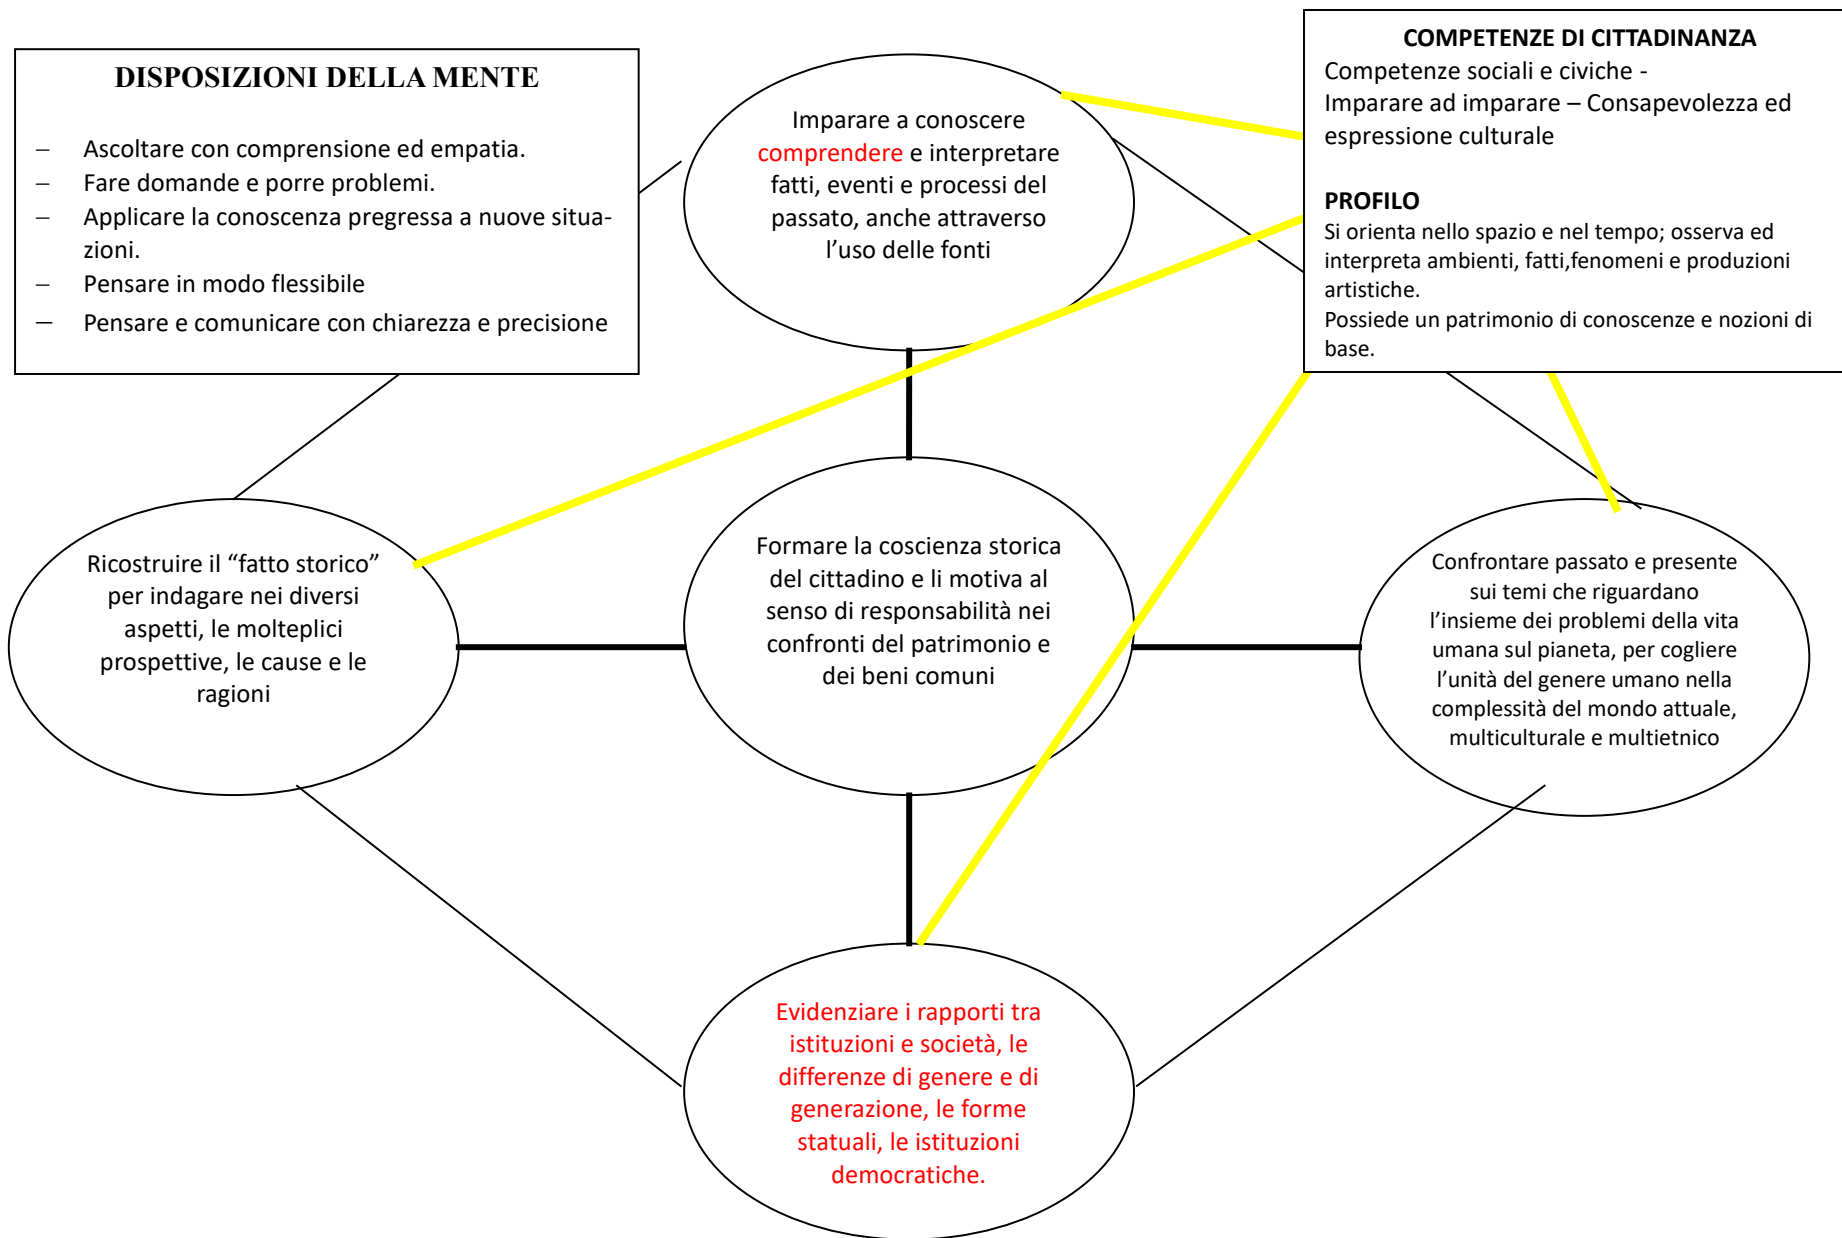 DISPOSIZIONI DELLA MENTE
– Ascoltare con comprensione ed empatia.
– Fare domande e porre problemi.
– Applicare la conoscenza pregressa a nuove situa-
zioni.
– Pensare in modo flessibile
– Pensare e comunicare con chiarezza e precisione
Imparare a conoscere
comprendere e interpretare
fatti, eventi e processi del
passato, anche attraverso
l’uso delle fonti
COMPETENZE DI CITTADINANZA
Competenze sociali e civiche -
Imparare ad imparare – Consapevolezza ed
espressione culturale
PROFILO
Si orienta nello spazio e nel tempo; osserva ed
interpreta ambienti, fatti,fenomeni e produzioni
artistiche.
Possiede un patrimonio di conoscenze e nozioni di
base.
Ricostruire il “fatto storico”
per indagare nei diversi
aspetti, le molteplici
prospettive, le cause e le
ragioni
Formare la coscienza storica
del cittadino e li motiva al
senso di responsabilità nei
confronti del patrimonio e
dei beni comuni
Confrontare passato e presente
sui temi che riguardano
l’insieme dei problemi della vita
umana sul pianeta, per cogliere
l’unità del genere umano nella
complessità del mondo attuale,
multiculturale e multietnico
Evidenziare i rapporti tra
istituzioni e società, le
differenze di genere e di
generazione, le forme
statuali, le istituzioni
democratiche.